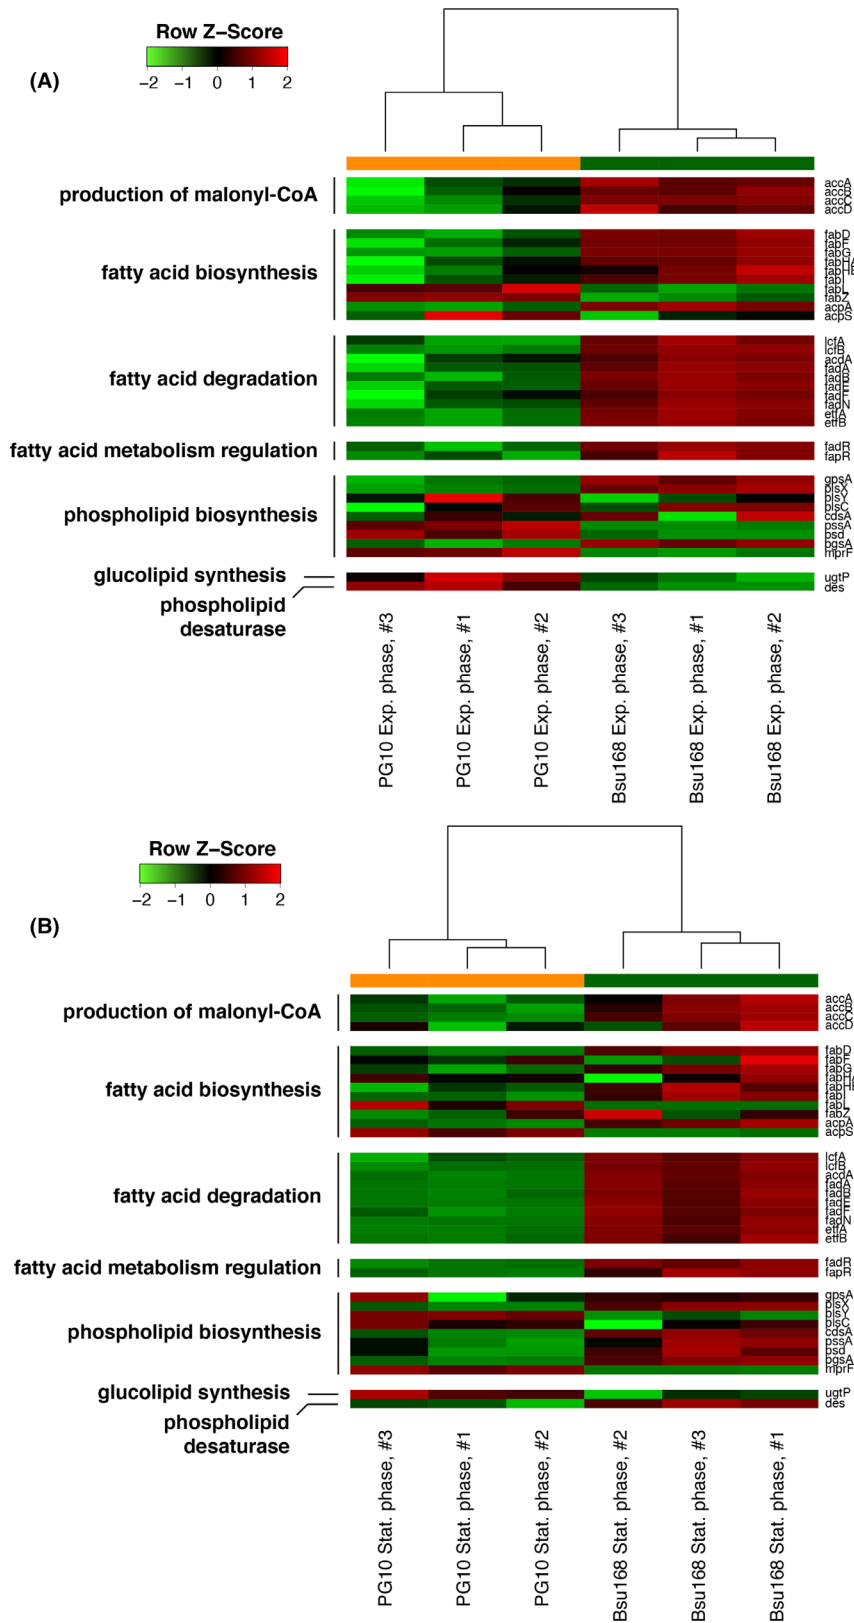 Row Z−Score
−2 −1 0 1 2
(A)
production of malonyl-CoA
accA
accB
accC
accD
fatty acid biosynthesis
fabD
fabF
fabG
fabHA
fabHB
fabI
fabL
fabZ
acpA
acpS
fatty acid degradation
lcfA
lcfB
acdA
fadA
fadB
fadE
fadF
fadN
etfA
etfB
fatty acid metabolism regulation
fadR
fapR
phospholipid biosynthesis
gpsA
plsX
plsY
plsC
cdsA
pssA
psd
pgsA
mprF
glucolipid synthesis
ugtP
phospholipid
desaturase
des
PG10 Exp. phase, #3
PG10 Exp. phase, #1
PG10 Exp. phase, #2
Bsu168 Exp. phase, #3
Bsu168 Exp. phase, #1
Bsu168 Exp. phase, #2
Row Z−Score
−2 −1 0 1 2
(B)
production of malonyl-CoA
accA
accB
accC
accD
fatty acid biosynthesis
fabD
fabF
fabG
fabHA
fabHB
fabI
fabL
fabZ
acpA
acpS
fatty acid degradation
lcfA
lcfB
acdA
fadA
fadB
fadE
fadF
fadN
etfA
etfB
fatty acid metabolism regulation
fadR
fapR
phospholipid biosynthesis
gpsA
plsX
plsY
plsC
cdsA
pssA
psd
pgsA
mprF
glucolipid synthesis
ugtP
phospholipid
desaturase
des
PG10 Stat. phase, #3
PG10 Stat. phase, #1
PG10 Stat. phase, #2
Bsu168 Stat. phase, #2
Bsu168 Stat. phase, #3
Bsu168 Stat. phase, #1